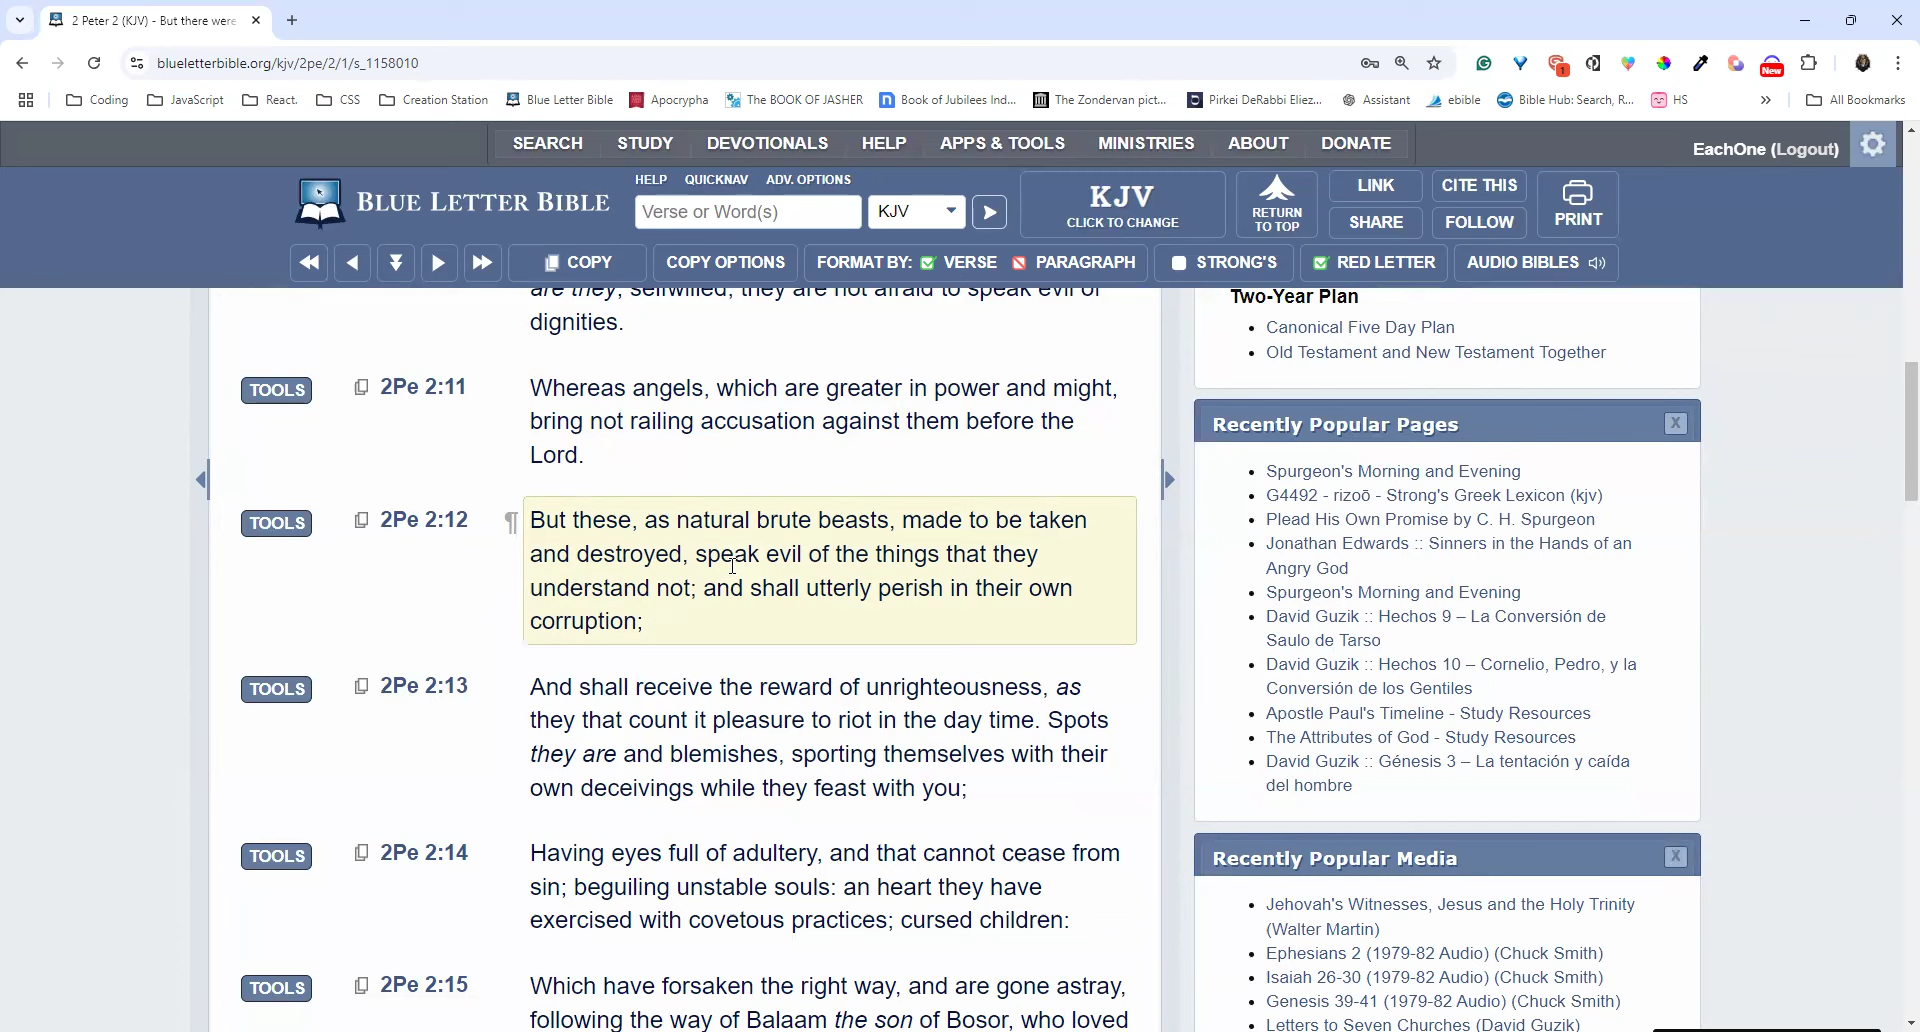 2 Peter 2 (KJV) - But there were
blueletterbible.org/kjv/2pe/2/1/s_1158010
1
New
Coding
JavaScript
React.
CSS
Creation Station
Blue Letter Bible
Apocrypha
The BOOK OF JASHER
Book of Jubilees Ind...
The Zondervan pict...
Pirkei DeRabbi Eliez...
Assistant
ebible
Bible Hub: Search, R...
HS
All Bookmarks
SEARCH STUDY DEVOTIONALS HELP APPS & TOOLS MINISTRIES ABOUT DONATE
EachOne (Logout)
BLUE LETTER BIBLE
HELP QUICKNAV ADV. OPTIONS
Verse or Word(s)
KJV
KJV
CLICK TO CHANGE
RETURN
TO TOP
LINK
CITE THIS
SHARE
FOLLOW
PRINT
COPY
COPY OPTIONS
FORMAT BY: VERSE PARAGRAPH
STRONG'S
RED LETTER
AUDIO BIBLES
are they, selfwilled, they are not afraid to speak evil of
dignities.
TOOLS 2Pe 2:11 Whereas angels, which are greater in power and might,
bring not railing accusation against them before the
Lord.
TOOLS 2Pe 2:12 ¶ But these, as natural brute beasts, made to be taken
and destroyed, speak evil of the things that they
understand not; and shall utterly perish in their own
corruption;
TOOLS 2Pe 2:13 And shall receive the reward of unrighteousness, as
they that count it pleasure to riot in the day time. Spots
they are and blemishes, sporting themselves with their
own deceivings while they feast with you;
TOOLS 2Pe 2:14 Having eyes full of adultery, and that cannot cease from
sin; beguiling unstable souls: an heart they have
exercised with covetous practices; cursed children:
TOOLS 2Pe 2:15 Which have forsaken the right way, and are gone astray,
following the way of Balaam the son of Bosor, who loved
Two-Year Plan
• Canonical Five Day Plan
• Old Testament and New Testament Together
Recently Popular Pages X
• Spurgeon's Morning and Evening
• G4492 - rizoō - Strong's Greek Lexicon (kjv)
• Plead His Own Promise by C. H. Spurgeon
• Jonathan Edwards :: Sinners in the Hands of an
Angry God
• Spurgeon's Morning and Evening
• David Guzik :: Hechos 9 – La Conversión de
Saulo de Tarso
• David Guzik :: Hechos 10 – Cornelio, Pedro, y la
Conversión de los Gentiles
• Apostle Paul's Timeline - Study Resources
• The Attributes of God - Study Resources
• David Guzik :: Génesis 3 – La tentación y caída
del hombre
Recently Popular Media X
• Jehovah's Witnesses, Jesus and the Holy Trinity
(Walter Martin)
• Ephesians 2 (1979-82 Audio) (Chuck Smith)
• Isaiah 26-30 (1979-82 Audio) (Chuck Smith)
• Genesis 39-41 (1979-82 Audio) (Chuck Smith)
• Letters to Seven Churches (David Guzik)